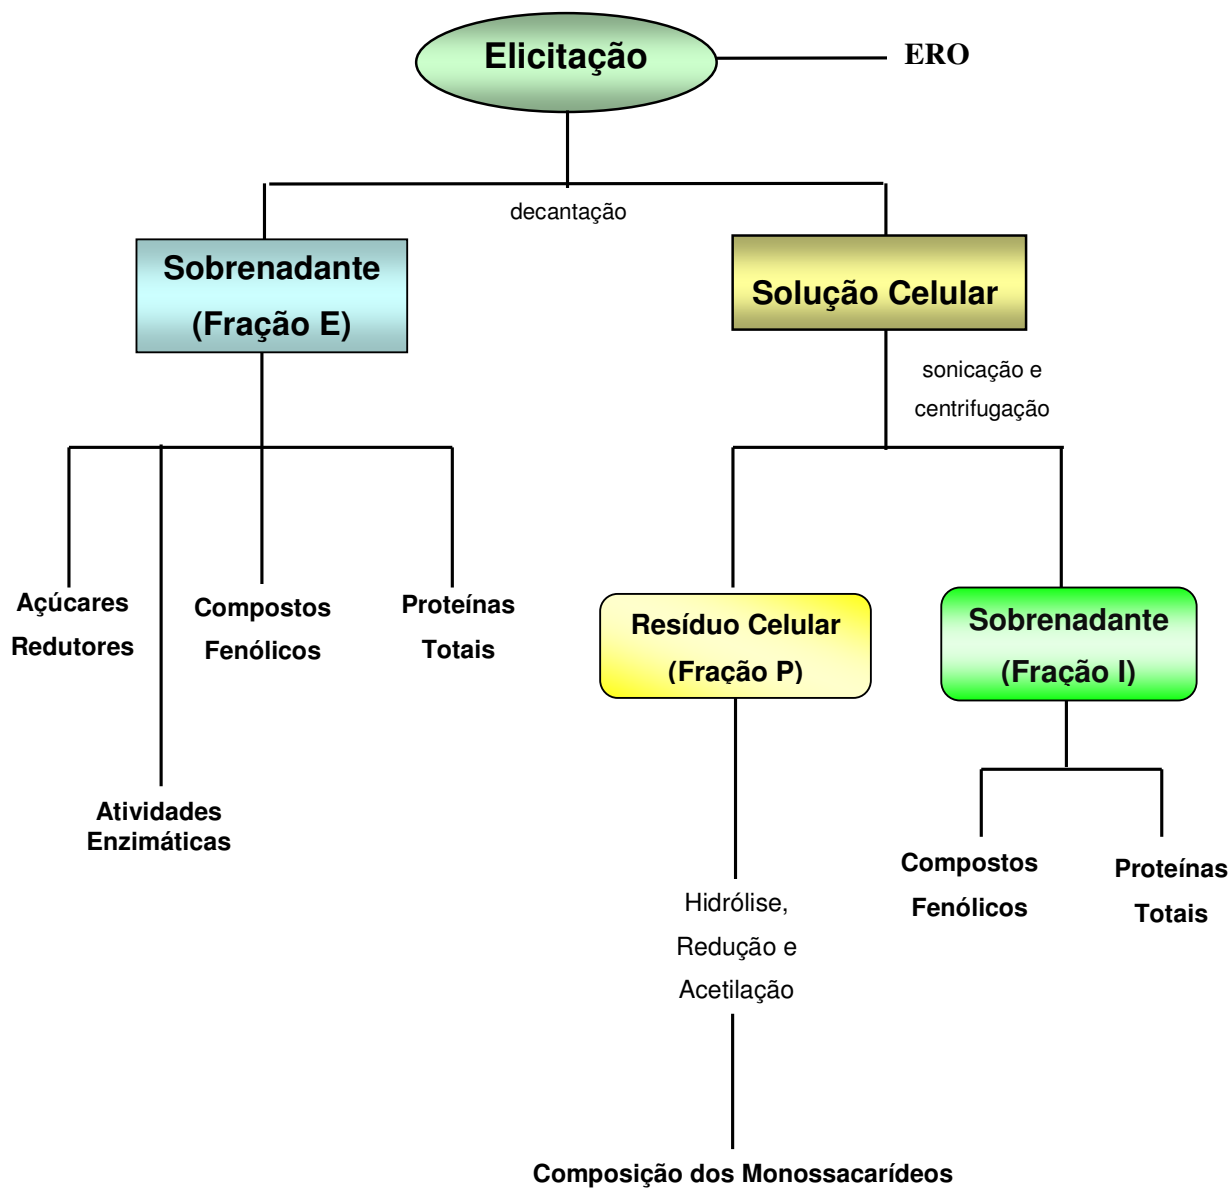 Elicitação
ERO
decantação
Sobrenadante
(Fração E)
Solução Celular
sonicação e
centrifugação
Açúcares
Redutores
Compostos
Fenólicos
Proteínas
Totais
Atividades
Enzimáticas
Resíduo Celular
(Fração P)
Sobrenadante
(Fração I)
Compostos
Fenólicos
Proteínas
Totais
Hidrólise,
Redução e
Acetilação
Composição dos Monossacarídeos